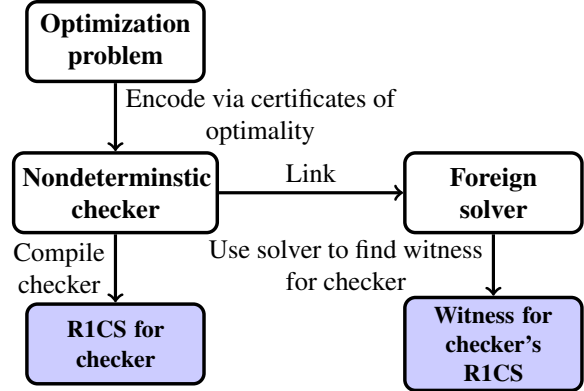 Optimization
problem
Encode via certificates of
optimality
Nondeterminstic
checker
Link
Foreign
solver
Compile
checker
Use solver to find witness
for checker
R1CS for
checker
Witness for
checker's
R1CS